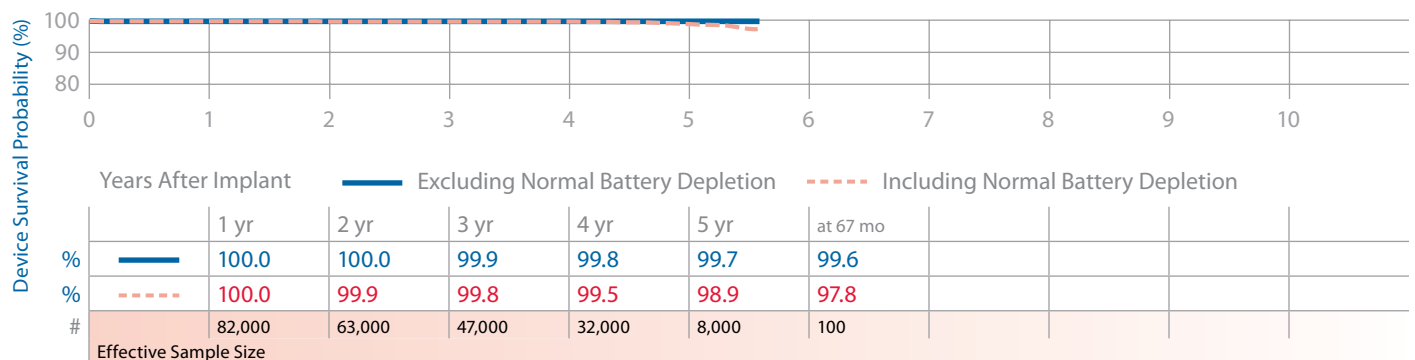 Device Survival Probability (%)
100
90
80
0 1 2 3 4 5 6 7 8 9 10
Years After Implant Excluding Normal Battery Depletion Including Normal Battery Depletion
1 yr 2 yr 3 yr 4 yr 5 yr at 67 mo
% 100.0 100.0 99.9 99.8 99.7 99.6
% 100.0 99.9 99.8 99.5 98.9 97.8
# 82,000 63,000 47,000 32,000 8,000 100
Effective Sample Size